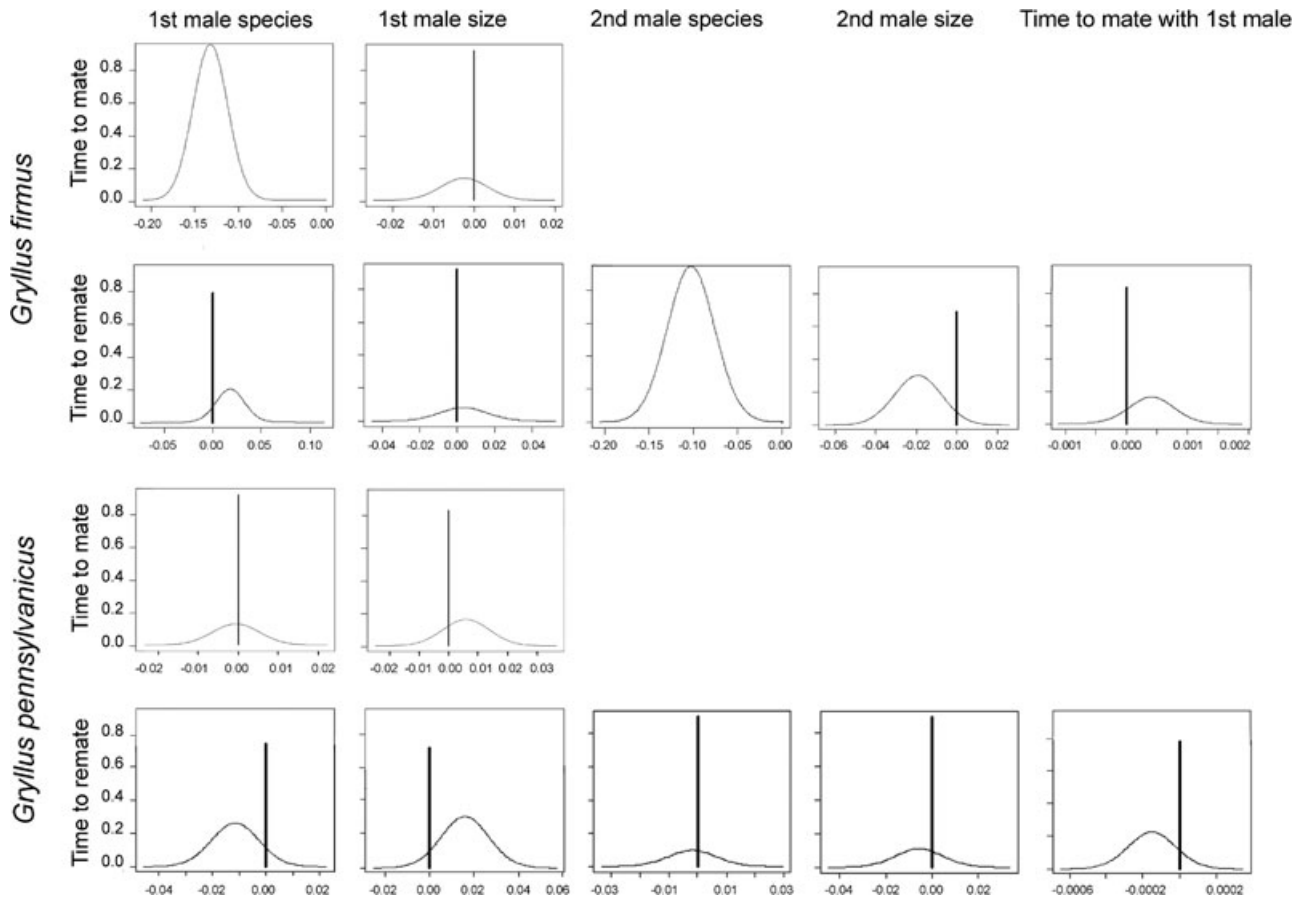 1st male species 1st male size 2nd male species 2nd male size Time to mate with 1st male
Gryllus firmus
Time to mate
0.8
0.6
0.4
0.2
0.0
-0.20 -0.15 -0.10 -0.05 0.00
-0.02 -0.01 0.00 0.01 0.02
Time to remate
0.8
0.6
0.4
0.2
0.0
-0.05 0.00 0.05 0.10
-0.04 -0.02 0.00 0.02 0.04
-0.20 -0.15 -0.10 -0.05 0.00
-0.06 -0.04 -0.02 0.00 0.02
-0.001 0.000 0.001 0.002
Gryllus pennsylvanicus
Time to mate
0.8
0.6
0.4
0.2
0.0
-0.02 -0.01 0.00 0.01 0.02
-0.02 -0.01 0.00 0.01 0.02 0.03
Time to remate
0.8
0.6
0.4
0.2
0.0
-0.04 -0.02 0.00 0.02
-0.02 0.00 0.02 0.04 0.06
-0.03 -0.01 0.01 0.03
-0.04 -0.02 0.00 0.02
-0.0006 -0.0002 0.0002